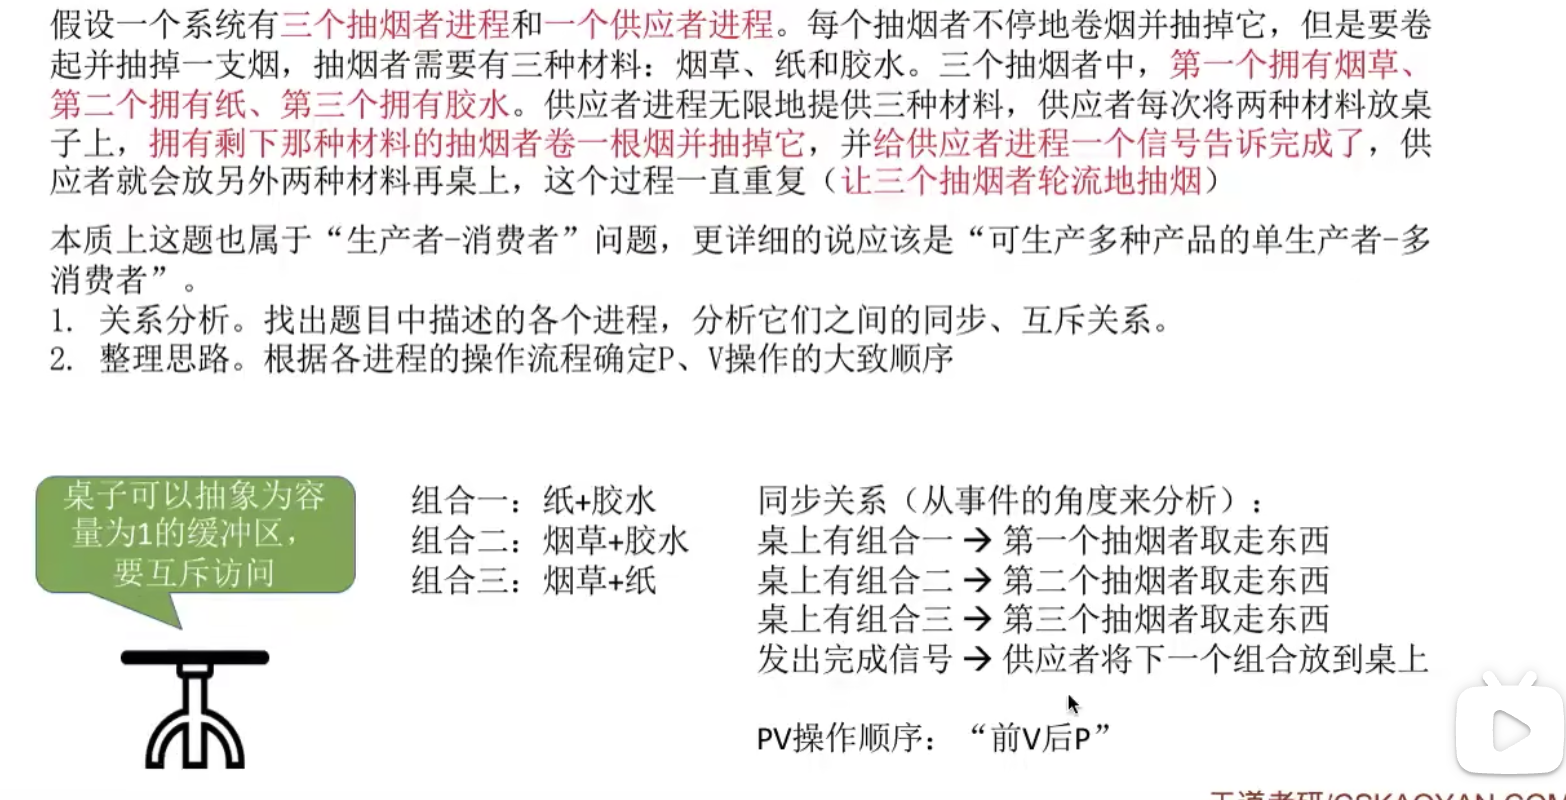 假设一个系统有三个抽烟者进程和一个供应者进程。每个抽烟者不停地卷烟并抽掉它，但是要卷
起并抽掉一支烟，抽烟者需要有三种材料：烟草、纸和胶水。三个抽烟者中，第一个拥有烟草、
第二个拥有纸、第三个拥有胶水。供应者进程无限地提供三种材料，供应者每次将两种材料放桌
子上，拥有剩下那种材料的抽烟者卷一根烟并抽掉它，并给供应者进程一个信号告诉完成了，供
应者就会放另外两种材料再桌上，这个过程一直重复（让三个抽烟者轮流地抽烟）
本质上这题也属于“生产者-消费者”问题，更详细的说应该是“可生产多种产品的单生产者-多
消费者”。
1. 关系分析。找出题目中描述的各个进程，分析它们之间的同步、互斥关系。
2. 整理思路。根据各进程的操作流程确定P、V操作的大致顺序
桌子可以抽象为容
量为1的缓冲区，
要互斥访问
组合一：纸+胶水
组合二：烟草+胶水
组合三：烟草+纸
同步关系（从事件的角度来分析）：
桌上有组合一 → 第一个抽烟者取走东西
桌上有组合二 → 第二个抽烟者取走东西
桌上有组合三 → 第三个抽烟者取走东西
发出完成信号 → 供应者将下一个组合放到桌上
PV操作顺序：“前V后P”